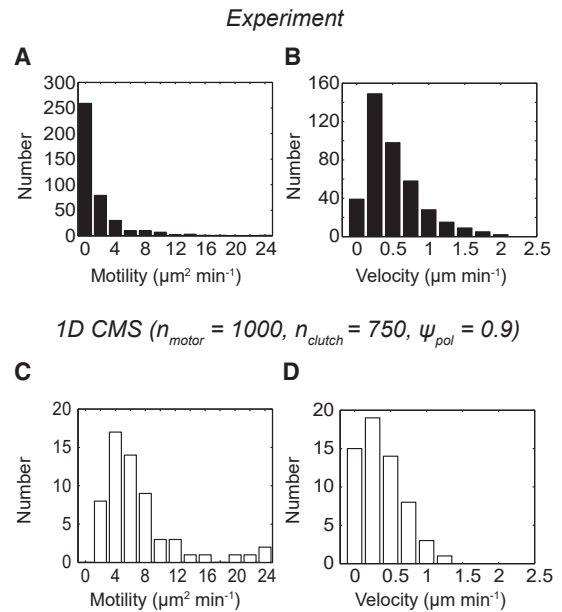 Experiment
A
B
Number
300
250
200
150
100
50
0
0 4 8 12 16 20 24
Motility (µm² min⁻¹)
Number
160
120
80
40
0
0 0.5 1.0 1.5 2 2.5
Velocity (µm min⁻¹)
1D CMS (n_motor = 1000, n_clutch = 750, ψ_pol = 0.9)
C
D
Number
20
15
10
5
0
0 4 8 12 16 20 24
Motility (µm² min⁻¹)
Number
20
15
10
5
0
0 0.5 1 1.5 2 2.5
Velocity (µm min⁻¹)